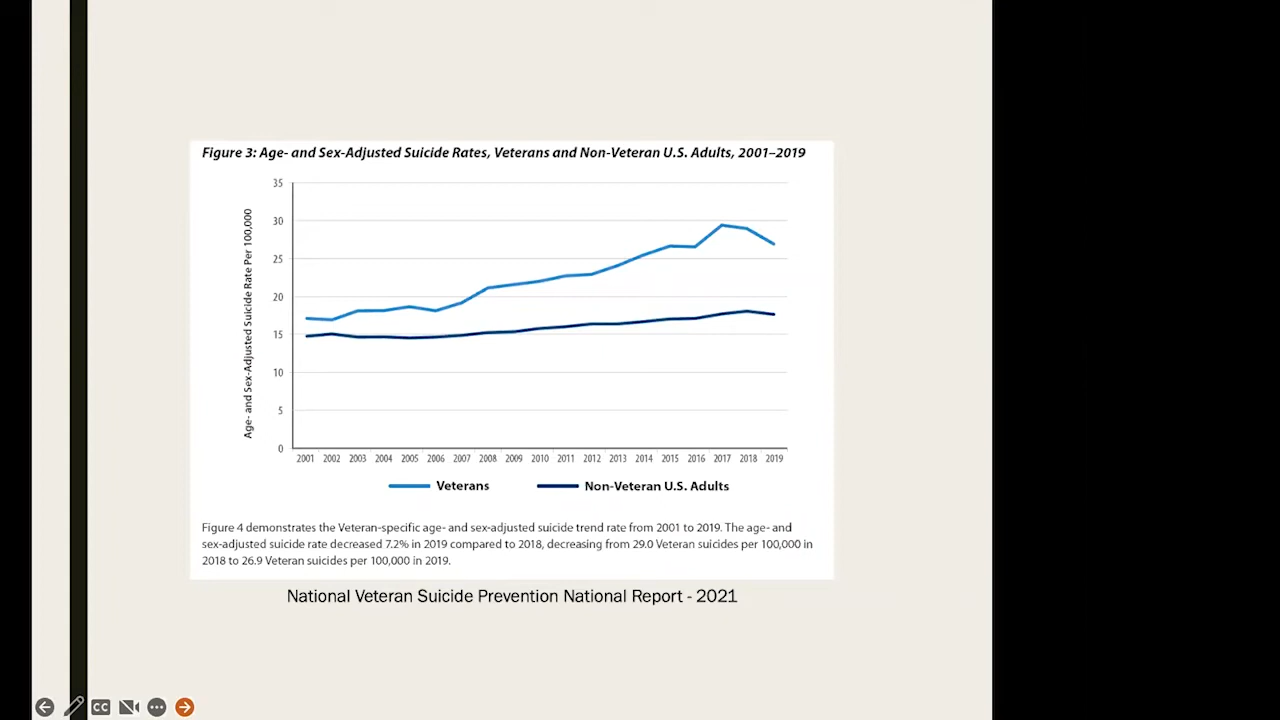 Figure 3: Age- and Sex-Adjusted Suicide Rates, Veterans and Non-Veteran U.S. Adults, 2001–2019
Age- and Sex-Adjusted Suicide Rate Per 100,000
35
30
25
20
15
10
5
0
2001 2002 2003 2004 2005 2006 2007 2008 2009 2010 2011 2012 2013 2014 2015 2016 2017 2018 2019
Veterans Non-Veteran U.S. Adults
Figure 4 demonstrates the Veteran-specific age- and sex-adjusted suicide trend rate from 2001 to 2019. The age- and
sex-adjusted suicide rate decreased 7.2% in 2019 compared to 2018, decreasing from 29.0 Veteran suicides per 100,000 in
2018 to 26.9 Veteran suicides per 100,000 in 2019.
National Veteran Suicide Prevention National Report - 2021
CC